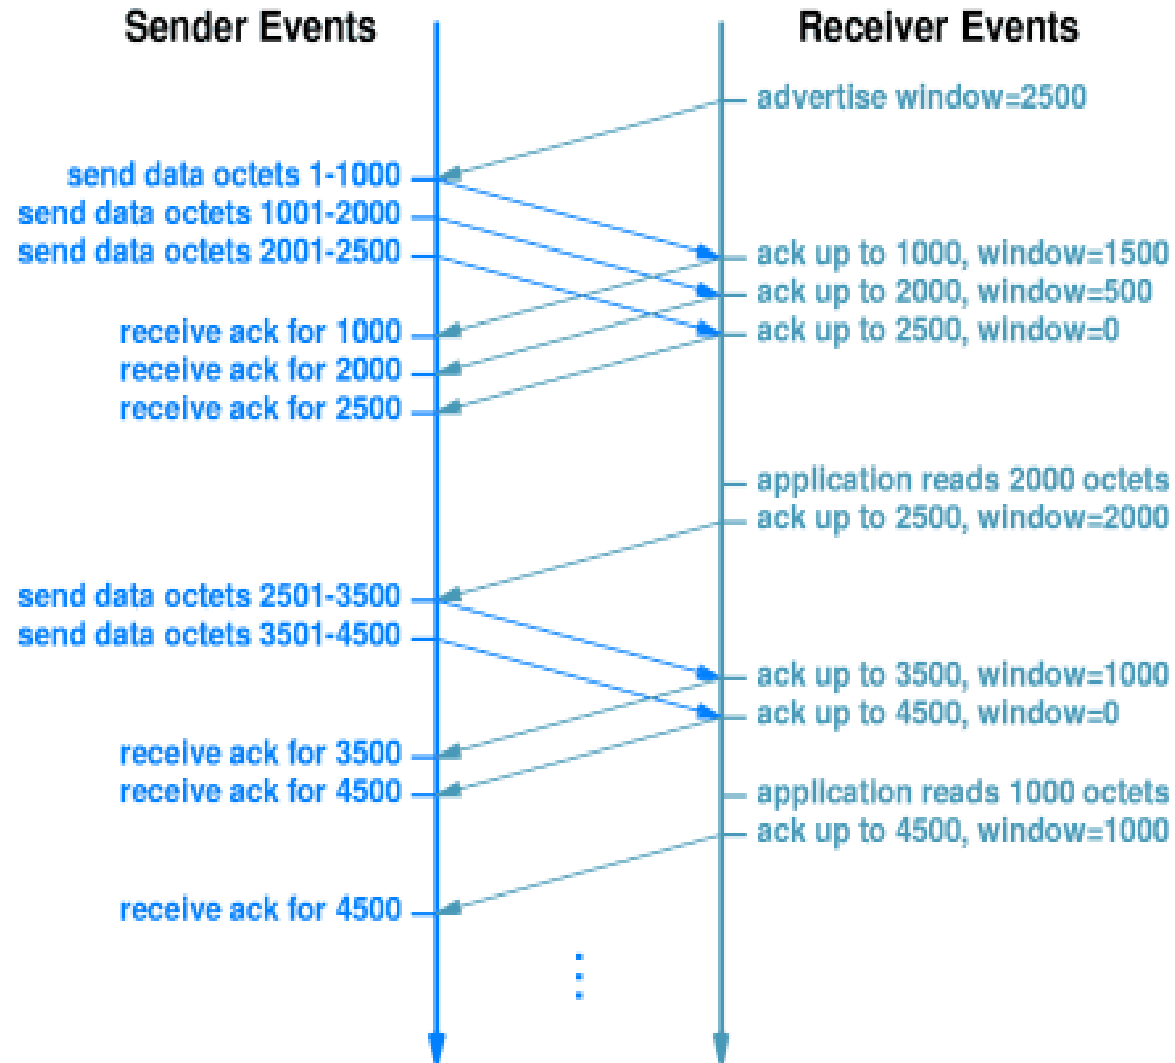 Sender Events
Receiver Events
advertise window=2500
send data octets 1-1000
send data octets 1001-2000
send data octets 2001-2500
ack up to 1000, window=1500
ack up to 2000, window=500
ack up to 2500, window=0
receive ack for 1000
receive ack for 2000
receive ack for 2500
application reads 2000 octets
ack up to 2500, window=2000
send data octets 2501-3500
send data octets 3501-4500
ack up to 3500, window=1000
ack up to 4500, window=0
receive ack for 3500
receive ack for 4500
application reads 1000 octets
ack up to 4500, window=1000
receive ack for 4500